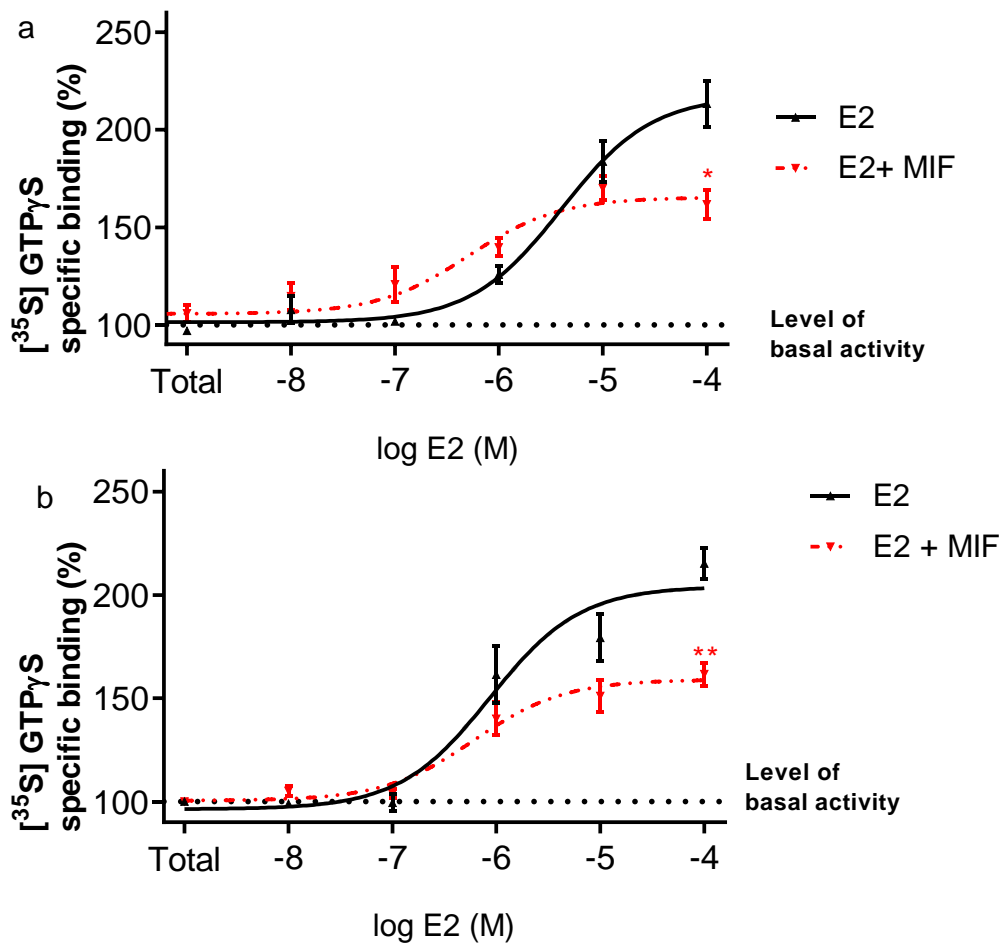 a
[³⁵S] GTPγS
specific binding (%)
250
200
150
100
Total -8 -7 -6 -5 -4
log E2 (M)
E2
E2+ MIF
*
Level of
basal activity
b
[³⁵S] GTPγS
specific binding (%)
250
200
150
100
Total -8 -7 -6 -5 -4
log E2 (M)
E2
E2 + MIF
**
Level of
basal activity